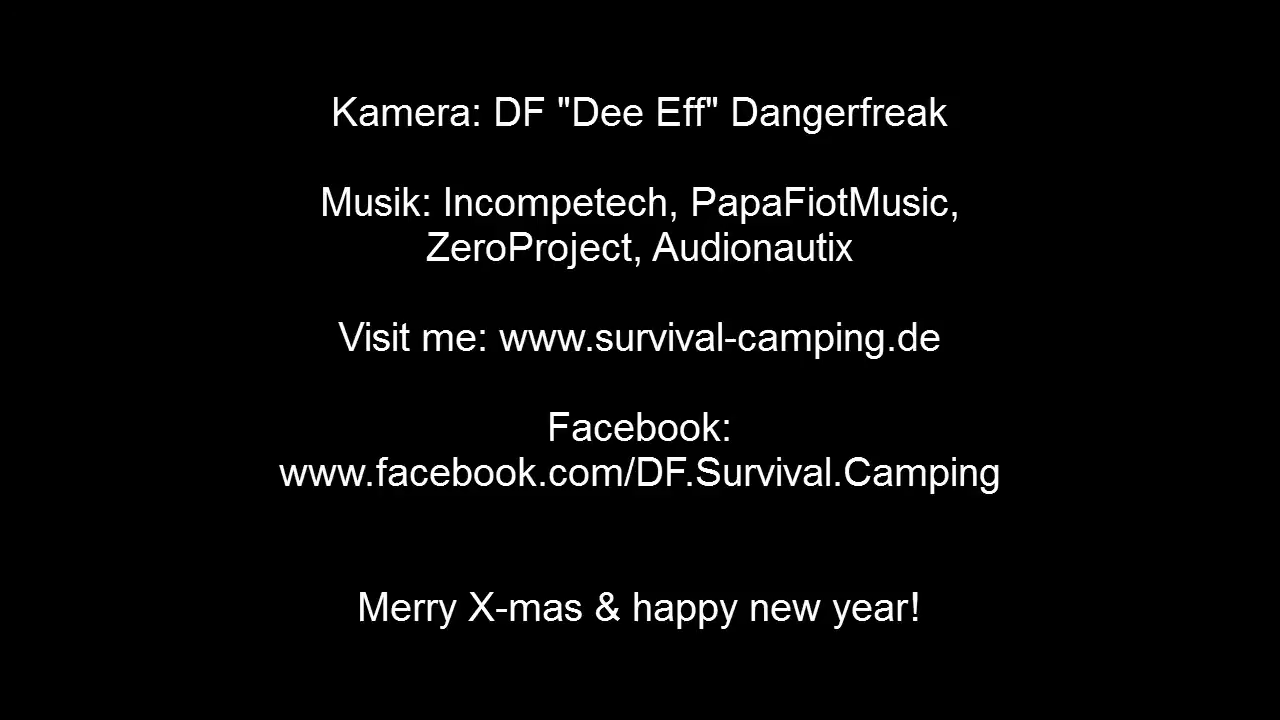 Kamera: DF "Dee Eff" Dangerfreak
Musik: Incompetech, PapaFiotMusic,
ZeroProject, Audionautix
Visit me: www.survival-camping.de
Facebook:
www.facebook.com/DF.Survival.Camping
Merry X-mas & happy new year!